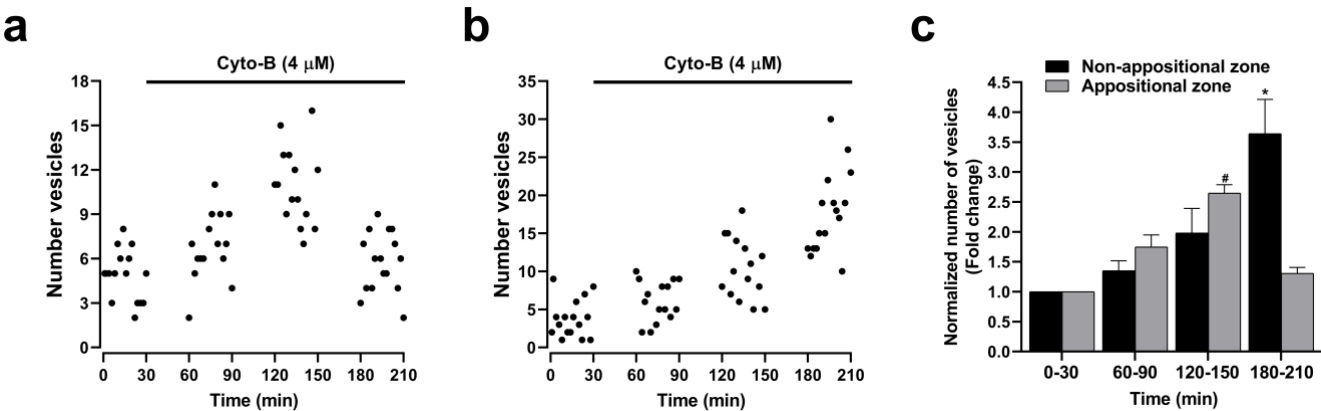 a
Cyto-B (4 μM)
Number vesicles
18
15
12
9
6
3
0
0 30 60 90 120 150 180 210
Time (min)
b
Cyto-B (4 μM)
Number vesicles
35
30
25
20
15
10
5
0
0 30 60 90 120 150 180 210
Time (min)
c
Normalized number of vesicles
(Fold change)
4.5
4.0
3.5
3.0
2.5
2.0
1.5
1.0
0.5
0.0
Non-appositional zone
Appositional zone
#
*
0-30 60-90 120-150 180-210
Time (min)